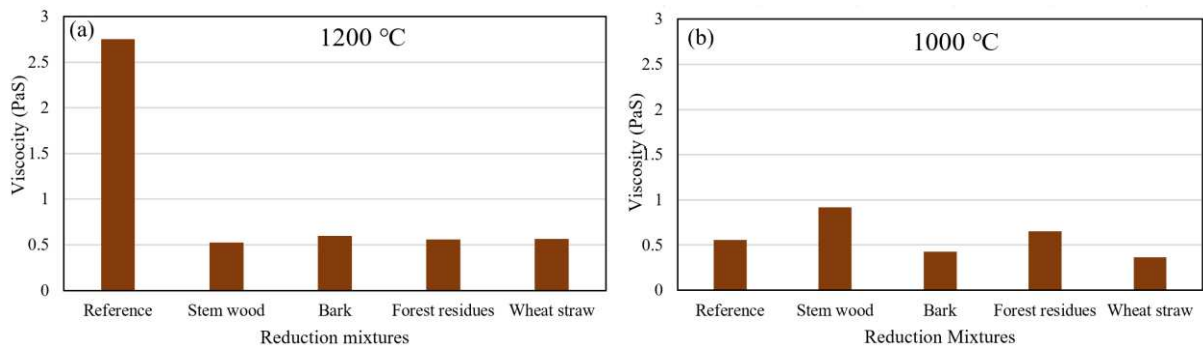 (a)
1200 °C
3
2.5
2
1.5
1
0.5
0
Viscocity (PaS)
Reference Stem wood Bark Forest residues Wheat straw
Reduction mixtures
(b)
1000 °C
3
2.5
2
1.5
1
0.5
0
Viscosity (PaS)
Reference Stem wood Bark Forest residues Wheat straw
Reduction Mixtures